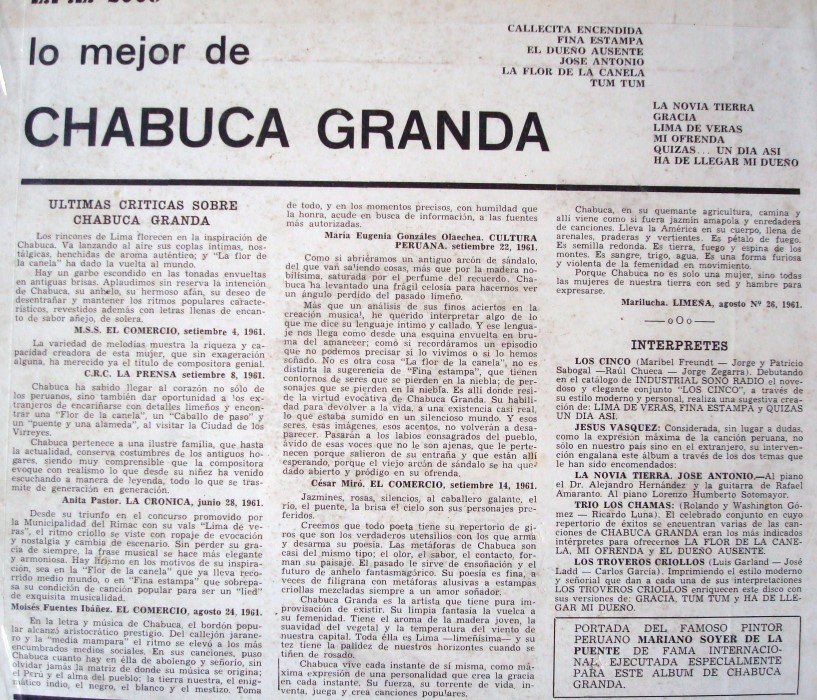 lo mejor de
CHABUCA GRANDA
CALLECITA ENCENDIDA
FINA ESTAMPA
EL DUEÑO AUSENTE
JOSE ANTONIO
LA FLOR DE LA CANELA
TUM TUM
LA NOVIA TIERRA
GRACIA
LIMA DE VERAS
MI OFRENDA
QUIZAS... UN DIA ASI
HA DE LLEGAR MI DUEÑO
ULTIMAS CRITICAS SOBRE
CHABUCA GRANDA
Los rincones de Lima florecen en la inspiración de
Chabuca. Va lanzando al aire sus coplas íntimas, nos-
tálgicas, henchidas de aroma auténtico; y "La flor de
la canela" ha dado la vuelta al mundo.
Hay un garbo escondido en las tonadas envueltas
en antiguas brisas. Aplaudimos sin reserva la intención
de Chabuca, su anhelo, su hermoso afán, su deseo de
desentrañar y mantener los ritmos populares caracte-
rísticos, revestidos además con letras llenas de encan-
to de sabor añejo, de solera.
M.S.S. EL COMERCIO, setiembre 4, 1961.
La variedad de melodías muestra la riqueza y ca-
pacidad creadora de esta mujer, que sin exageración
alguna, ha merecido ya el título de compositora genial.
C.R.C. LA PRENSA setiembre 8, 1961.
Chabuca ha sabido llegar al corazón no sólo de
los peruanos, sino también dar oportunidad a los ex-
tranjeros de encariñarse con detalles limeños y encon-
trar una "Flor de la canela", un "Caballo de paso" y
un "puente y una alameda", al visitar la Ciudad de los
Virreyes.
Chabuca pertenece a una ilustre familia, que hasta
la actualidad, conserva costumbres de los antiguos ho-
gares, siendo muy comprensible que la compositora
evoque con realismo lo que desde su niñez ha venido
escuchando a manera de leyenda, todo lo que se tras-
mite de generación en generación.
Anita Pastor. LA CRONICA, junio 28, 1961.
Desde su triunfo en el concurso promovido por
la Municipalidad del Rimac con su vals "Lima de ve-
ras", el ritmo criollo se viste con ropaje de evocación
y nostalgia y cambia de escenario. Sin perder su gra-
cia de siempre, la frase musical se hace más elegante
y armoniosa. Hay lirismo en los motivos de su inspira-
ción, sea en la "Flor de la canela" que ya lleva reco-
rrido medio mundo, o en "Fina estampa" que sobrepa-
sa su condición de canción popular para ser un "lied"
de exquisita musicalidad.
Moisés Fuentes Ibáñez. EL COMERCIO, agosto 24, 1961.
En la letra y música de Chabuca, el bordón popu-
lar alcanzó aristocrático prestigio. Del callejón jarane-
ro y la "media mampara" el ritmo se elevó a los más
encumbrados medios sociales. En sus canciones, puso
Chabuca cuanto hay en élla de abolengo y señorío, sin
olvidar jamás la matriz de donde su música se origina:
el Perú y el alma del pueblo: la tierra nuestra, el enig-
mático indio, el negro, el blanco y el mestizo. Toma
de todo, y en los momentos precisos, con humildad que
la honra, acude en busca de información, a las fuentes
más autorizadas.
María Eugenia Gonzáles Olaechea. CULTURA
PERUANA. setiembre 22, 1961.
Como si abriéramos un antiguo arcón de sándalo,
del que van saliendo cosas, más que por la madera no-
bilísima, saturada por el perfume del recuerdo. Cha-
buca ha levantado una frágil celosía para hacernos ver
un ángulo perdido del pasado limeño.
Más que un análisis de sus finos aciertos en la
creación musical, he querido interpretar algo de lo
que me dice su lenguaje íntimo y callado. Y ese lengua-
je nos llega como desde una esquina envuelta en bru-
ma del amanecer; cómo si recordáramos un episodio
que no podemos precisar si lo vivimos o si lo hemos
soñado. No es otra cosa "La flor de la canela", no es
distinta la sugerencia de "Fina estampa", que tienen
contornos de seres que se pierden en la niebla; de per-
sonajes que se pierden en la niebla. Es allí donde resi-
de la virtud evocativa de Chabuca Granda. Su habili-
dad para devolver a la vida, a una existencia casi real,
lo que estaba sumido en un silencioso mundo. Y esos
seres, esas imágenes, esos acentos, no volverán a desa-
parecer. Pasarán a los labios consagrados del pueblo,
ávido de esas voces que no le son ajenas, que le perte-
necen porque salieron de su entraña y que están allí
esperando, porque el viejo arcón de sándalo se ha que-
dado abierto y pródigo en su ofrenda.
César Miró. EL COMERCIO, setiembre 14, 1961.
Jazmines, rosas, silencios, al caballero galante, el
río, el puente, la brisa el cielo son sus personajes pre-
feridos.
Creemos que todo poeta tiene su repertorio de gi-
ros que son los verdaderos utensilios con los que arma
y desarma su poesía. Las metáforas de Chabuca son
casi del mismo tipo; el olor, el sabor, el contacto, for-
man su paisaje. El pasado le sirve de ensoñación y el
futuro de anhelo fantasmagórico. Su poesía es fina, a
veces de filigrana con metáforas alusivas a estampas
criollas mezcladas siempre a un amor soñador.
Chabuca Granda es la artista que tiene pura im-
provisación de existir. Su limpia fantasía la vuelca a
su femenidad. Tiene el aroma de la madera joven, la
suavidad del vegetal y la temperatura del viento de
nuestra capital. Toda élla es Lima —limeñísima— y su
tez tiene la palidez de nuestros horizontes cuando se
tiñen de rosado.
Chabuca vive cada instante de sí misma, como má-
xima expresión de una personalidad que crea la gracia
en da instante. Su fuerza, su torrente de vida, in-
venta, juega y crea canciones populares.
Chabuca, en su quemante agricultura, camina y
allí viene como si fuera jazmín amapola y enredadera
de canciones. Lleva la América en su cuerpo, llena de
arenales, praderas y vertientes. Es pétalo de fuego.
Es semilla redonda. Es tierra, fuego y espina de los
montes. Es sangre, trigo, agua. Es una forma furiosa
y violenta de la femenidad en movimiento.
Porque Chabuca no es solo una mujer, sino todas
las mujeres de nuestra tierra con sed y hambre para
expresarse.
Marilucha. LIMEÑA, agosto Nº 26, 1961.
——oOo——
INTERPRETES
LOS CINCO (Maribel Freundt — Jorge y Patricio
Sabogal —Raúl Chueca — Jorge Zegarra). Debutando
en el catálogo de INDUSTRIAL SONO RADIO el nove-
doso y elegante conjunto "LOS CINCO", a través de
su estilo moderno y personal, realiza una sugestiva crea-
ción de: LIMA DE VERAS, FINA ESTAMPA y QUIZAS
UN DIA ASI.
JESUS VASQUEZ: Considerada, sin lugar a dudas,
como la expresión máxima de la canción peruana, no
sólo en nuestro país sino en el extranjero, su interven-
ción engalana este álbum a través de los dos temas que
le han sido encomendados:
LA NOVIA TIERRA. JOSE ANTONIO,—Al piano
el Dr. Alejandro Hernández y la guitarra de Rafael
Amaranto. Al piano Lorenzo Humberto Sotomayor.
TRIO LOS CHAMAS: (Rolando y Washington Gó-
mez — Ricardo Luna). El celebrado conjunto en cuyo
repertorio de éxitos se encuentran varias de las can-
ciones de CHABUCA GRANDA eran los más indicados
intérpretes para ofrecernos LA FLOR DE LA CANE-
LA, MI OFRENDA y EL DUEÑO AUSENTE.
LOS TROVEROS CRIOLLOS (Luis Garland — José
Ladd — Carlos García). Imprimiendo el estilo moderno
y señorial que dan a cada una de sus interpretaciones
LOS TROVEROS CRIOLLOS enriquecen este disco con
sus versiones de: GRACIA, TUM TUM y HA DE LLE-
GAR MI DUEÑO.
PORTADA DEL FAMOSO PINTOR
PERUANO MARIANO SOYER DE LA
PUENTE DE FAMA INTERNACIO-
NAL, EJECUTADA ESPECIALMENTE
PARA ESTE ALBUM DE CHABUCA
GRANDA.